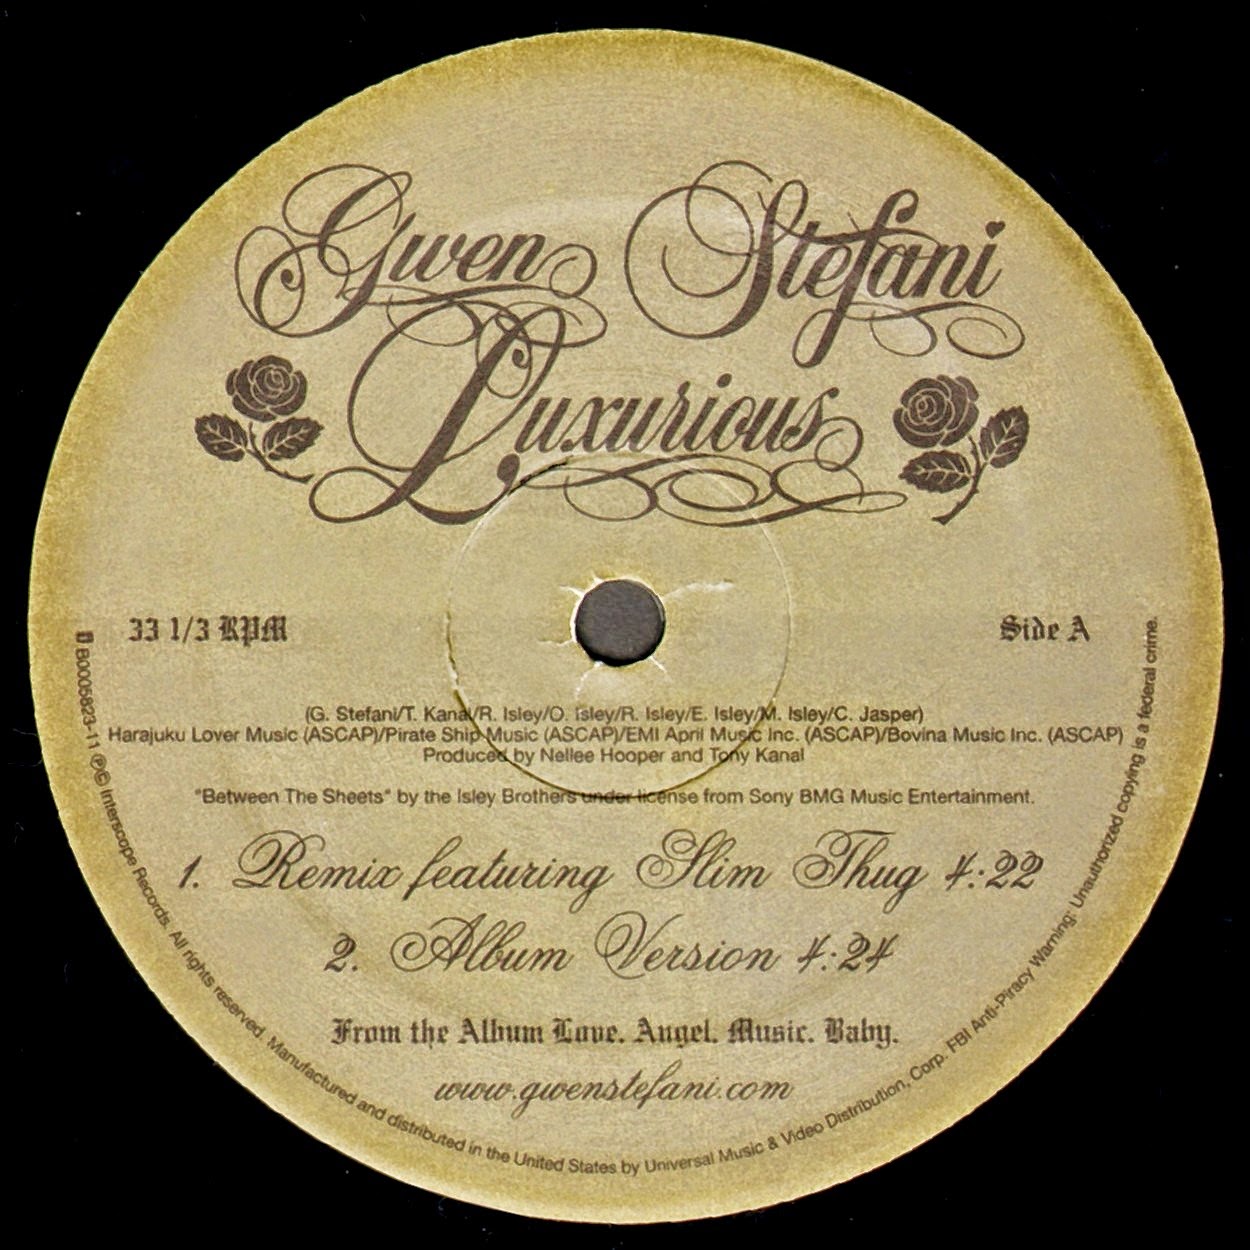 Gwen Stefani
Luxurious
33 1/3 RPM
Side A
(G. Stefani/T. Kanal/R. Isley/O. Isley/R. Isley/E. Isley/M. Isley/C. Jasper)
Harajuku Lover Music (ASCAP)/Pirate Ship Music (ASCAP)/EMI April Music Inc. (ASCAP)/Bovina Music Inc. (ASCAP)
Produced by Nellee Hooper and Tony Kanal
"Between The Sheets" by the Isley Brothers under license from Sony BMG Music Entertainment.
1. Remix featuring Slim Thug 4:22
2. Album Version 4:24
From the Album Love. Angel. Music. Baby.
www.gwenstefani.com
B0005823-11 ℗© Interscope Records. All rights reserved. Manufactured and distributed in the United States by Universal Music & Video Distribution, Corp. FBI Anti-Piracy Warning: Unauthorized copying is a federal crime.